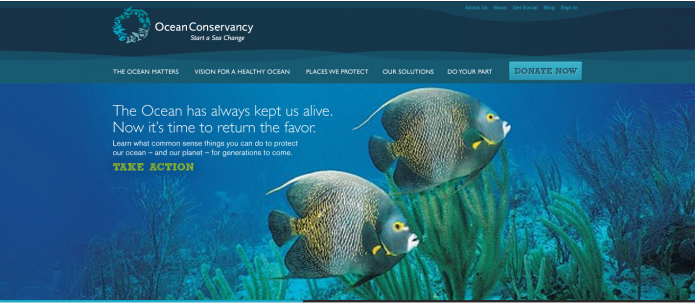 About Us News Get Social Blog Sign In
OceanConservancy
Start a Sea Change
THE OCEAN MATTERS VISION FOR A HEALTHY OCEAN PLACES WE PROTECT OUR SOLUTIONS DO YOUR PART DONATE NOW
The Ocean has always kept us alive.
Now it's time to return the favor.
Learn what common sense things you can do to protect
our ocean – and our planet – for generations to come.
TAKE ACTION